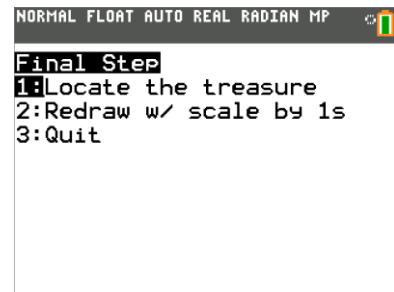 NORMAL FLOAT AUTO REAL RADIAN MP
Final Step
1:Locate the treasure
2:Redraw w/ scale by 1s
3:Quit